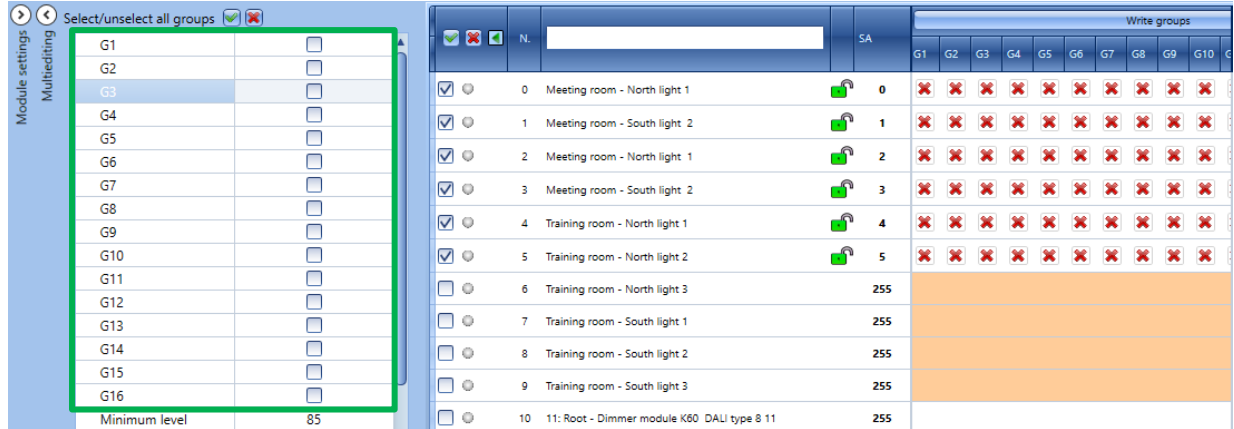 Select/unselect all groups
Module settings
Multiediting
G1
G2
G3
G4
G5
G6
G7
G8
G9
G10
G11
G12
G13
G14
G15
G16
Minimum level 85
N. SA
Write groups
G1 G2 G3 G4 G5 G6 G7 G8 G9 G10
0 Meeting room - North light 1 0
1 Meeting room - South light 2 1
2 Meeting room - North light 1 2
3 Meeting room - South light 2 3
4 Training room - North light 1 4
5 Training room - North light 2 5
6 Training room - North light 3 255
7 Training room - South light 1 255
8 Training room - South light 2 255
9 Training room - South light 3 255
10 11: Root - Dimmer module K60 DALI type 8 11 255